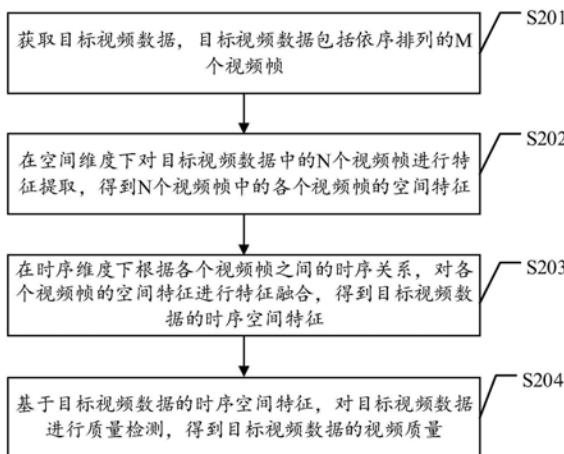 S201
获取目标视频数据，目标视频数据包括依序排列的M
个视频帧
S202
在空间维度下对目标视频数据中的N个视频帧进行特
征提取，得到N个视频帧中的各个视频帧的空间特征
S203
在时序维度下根据各个视频帧之间的时序关系，对各
个视频帧的空间特征进行特征融合，得到目标视频数
据的时序空间特征
S204
基于目标视频数据的时序空间特征，对目标视频数据
进行质量检测，得到目标视频数据的视频质量